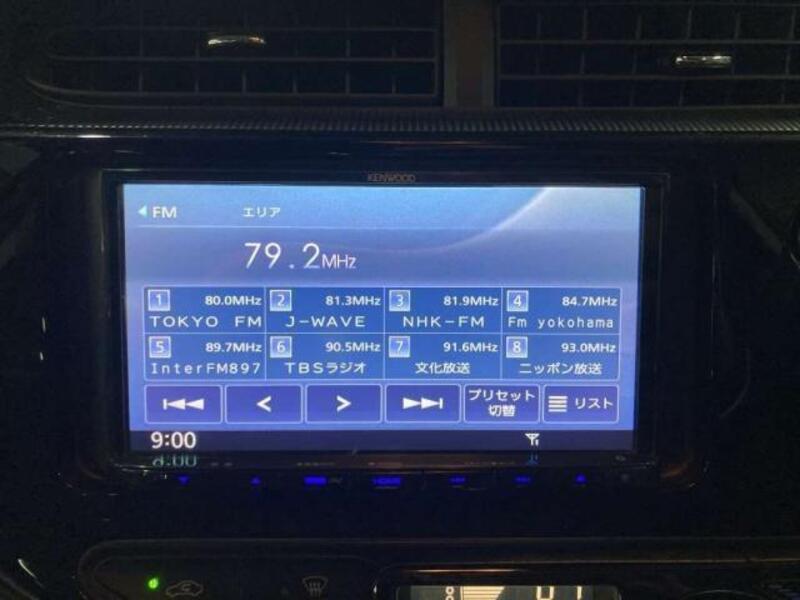 KENWOOD
FM エリア
79.2MHz
1 80.0MHz 2 81.3MHz 3 81.9MHz 4 84.7MHz
TOKYO FM J-WAVE NHK-FM Fm yokohama
5 89.7MHz 6 90.5MHz 7 91.6MHz 8 93.0MHz
InterFM897 TBSラジオ 文化放送 ニッポン放送
プリセット
切替 リスト
9:00
HOME